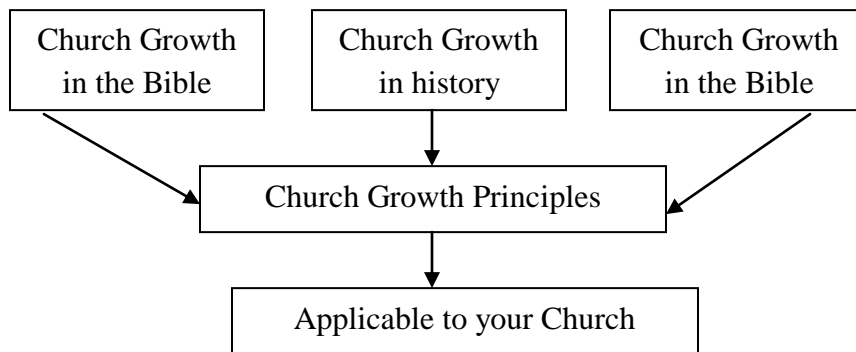 Church Growth
in the Bible
Church Growth
in history
Church Growth
in the Bible
Church Growth Principles
Applicable to your Church